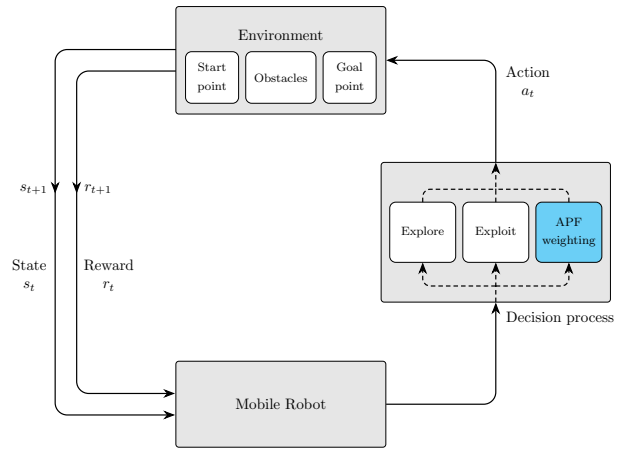 Environment
Start
point
Obstacles
Goal
point
Action
a_t
s_{t+1}
r_{t+1}
Explore
Exploit
APF
weighting
State
s_t
Reward
r_t
Decision process
Mobile Robot